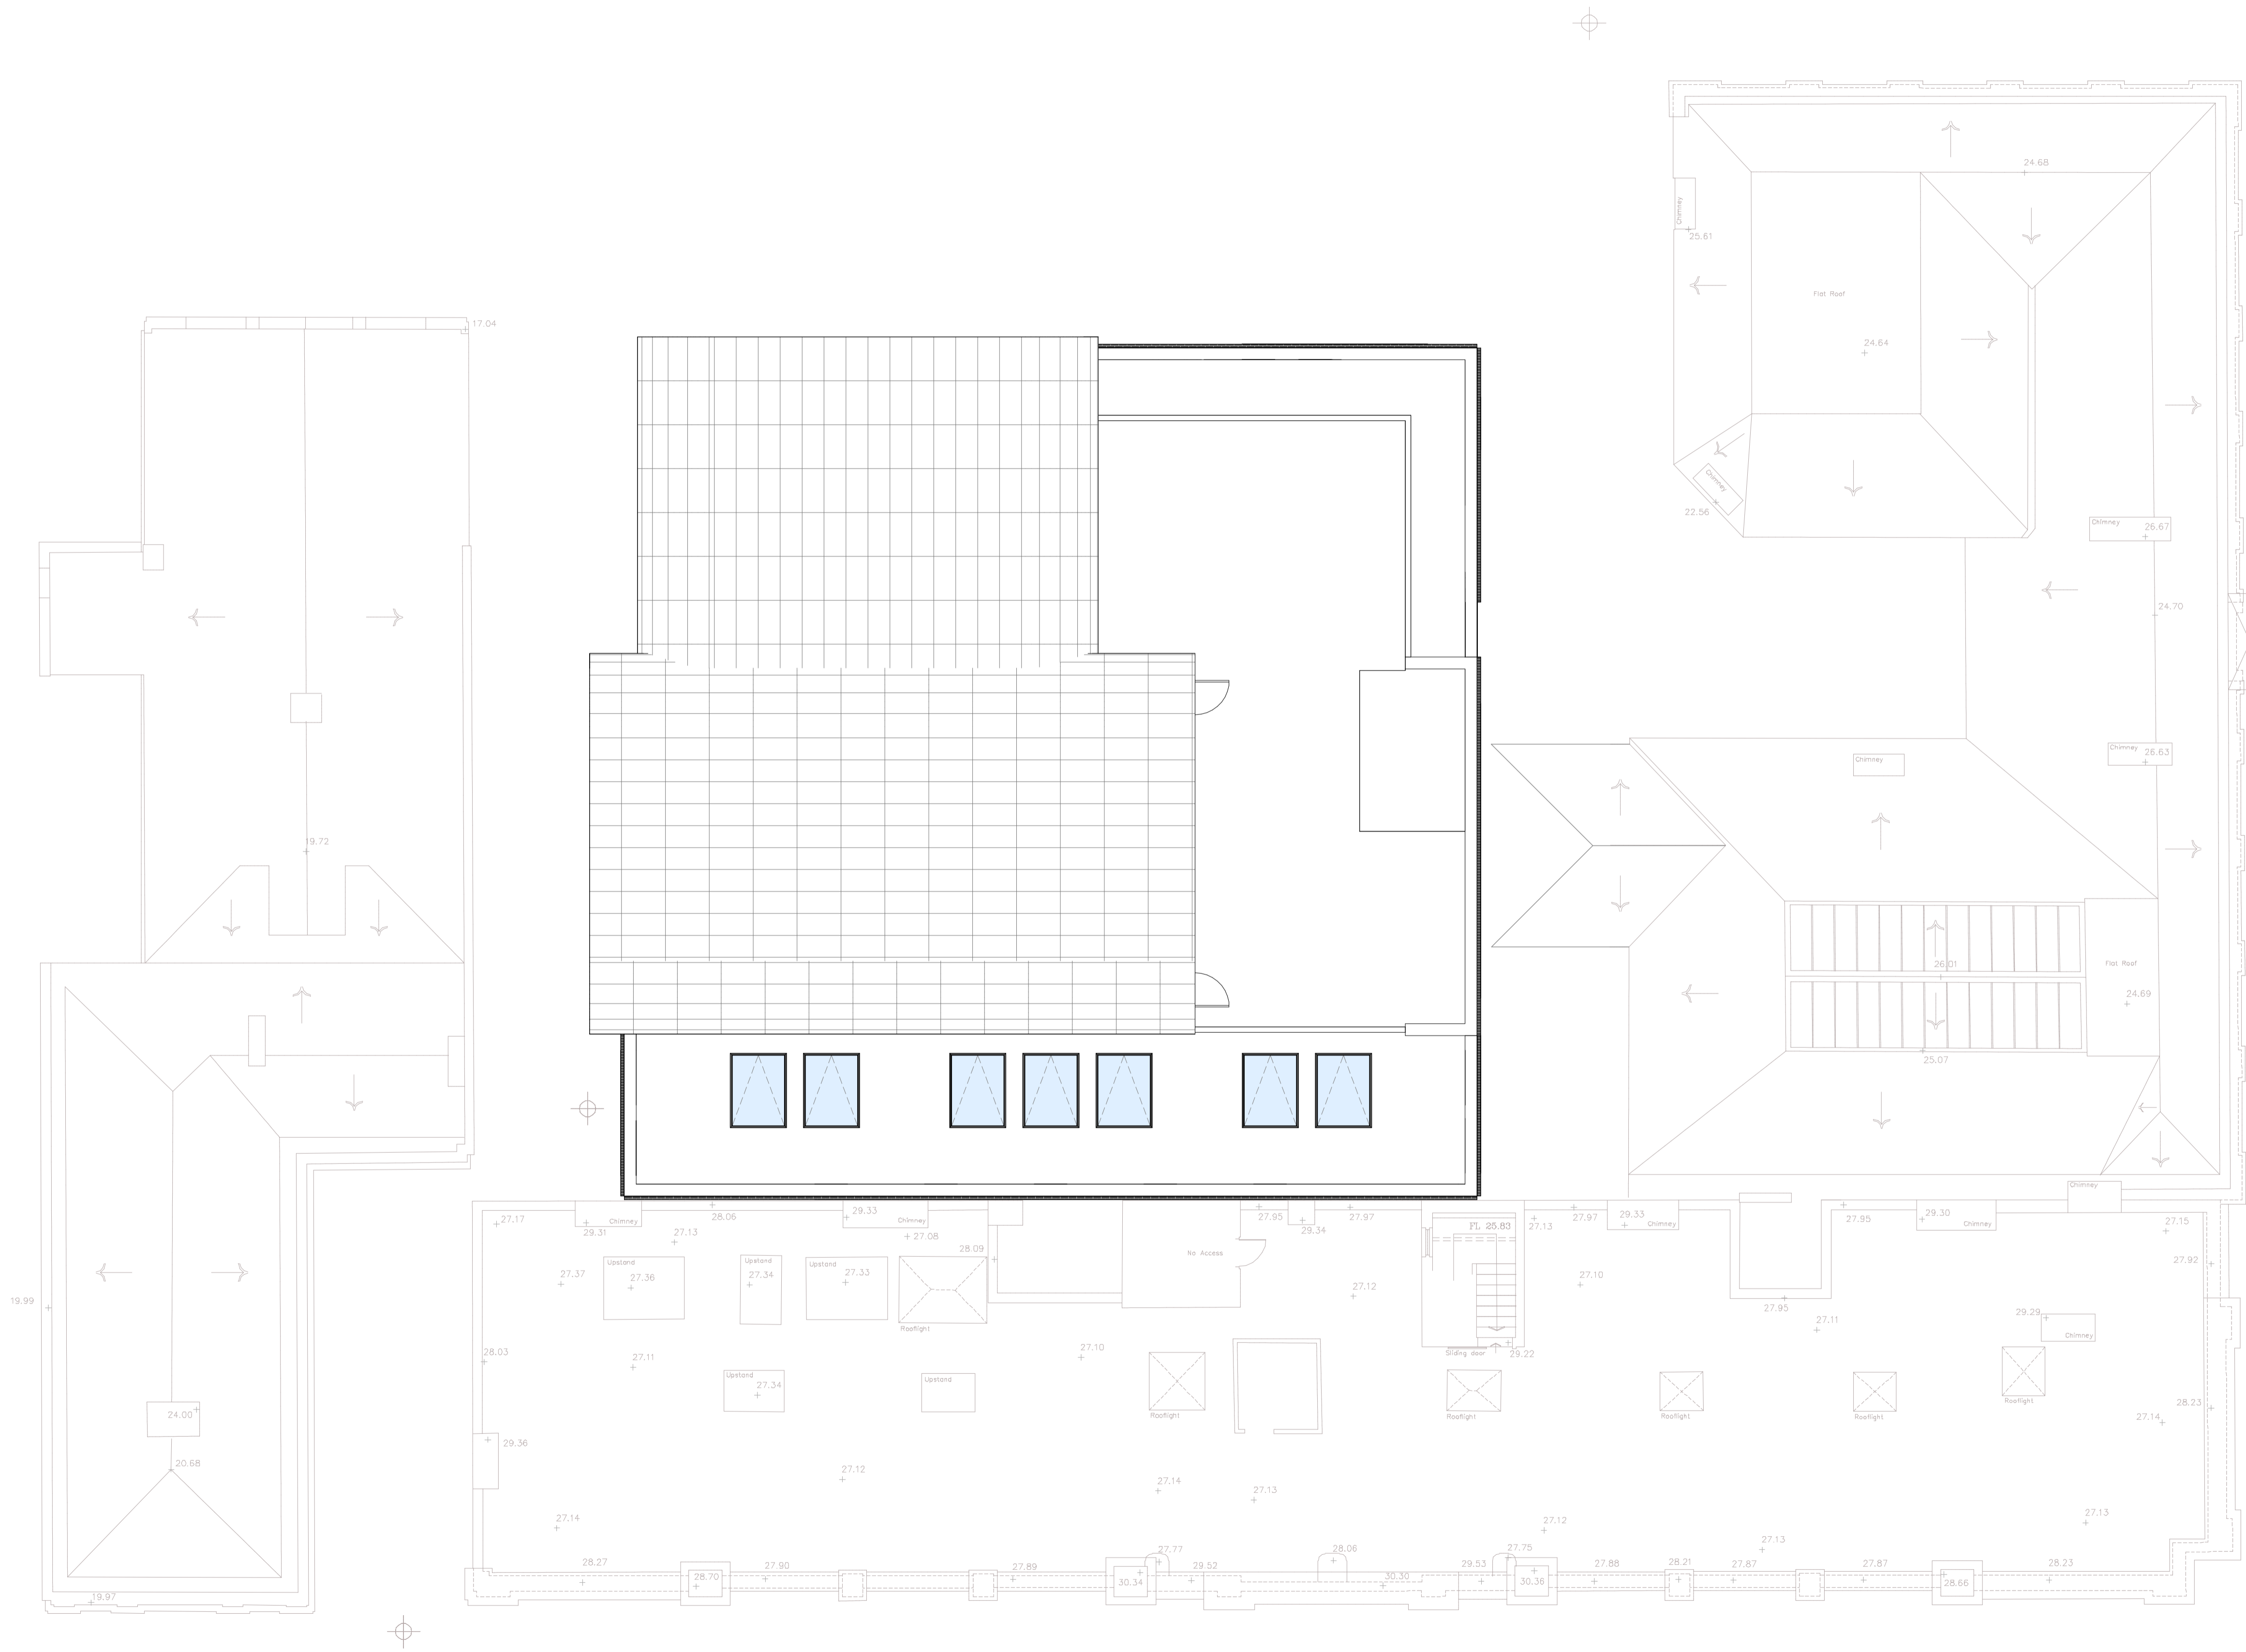 24.68
Chimney
25.61
Flat Roof
17.04
24.64
Chimney
22.56
Chimney
26.67
24.70
Chimney
26.63
Chimney
19.72
26.01
Flat Roof
24.69
25.07
27.17
Chimney
29.31
27.13
28.06
29.33
Chimney
27.08
28.09
No Access
27.95
29.34
27.97
FL 25.83
27.13
27.97
29.33
Chimney
27.95
29.30
Chimney
Chimney
27.15
27.92
27.37
Upstand
27.36
Upstand
27.34
Upstand
27.33
Rooflight
27.12
27.10
27.95
27.11
29.29
Chimney
19.99
28.03
27.11
27.10
Sliding door
29.22
Upstand
27.34
Upstand
Rooflight
Rooflight
Rooflight
Rooflight
Rooflight
28.23
27.14
24.00
29.36
20.68
27.12
27.14
27.13
27.14
27.12
27.13
27.13
28.27
28.70
27.90
27.89
27.77
30.34
29.52
28.06
30.30
29.53
27.75
30.36
27.88
28.21
27.87
27.87
28.66
28.23
19.97